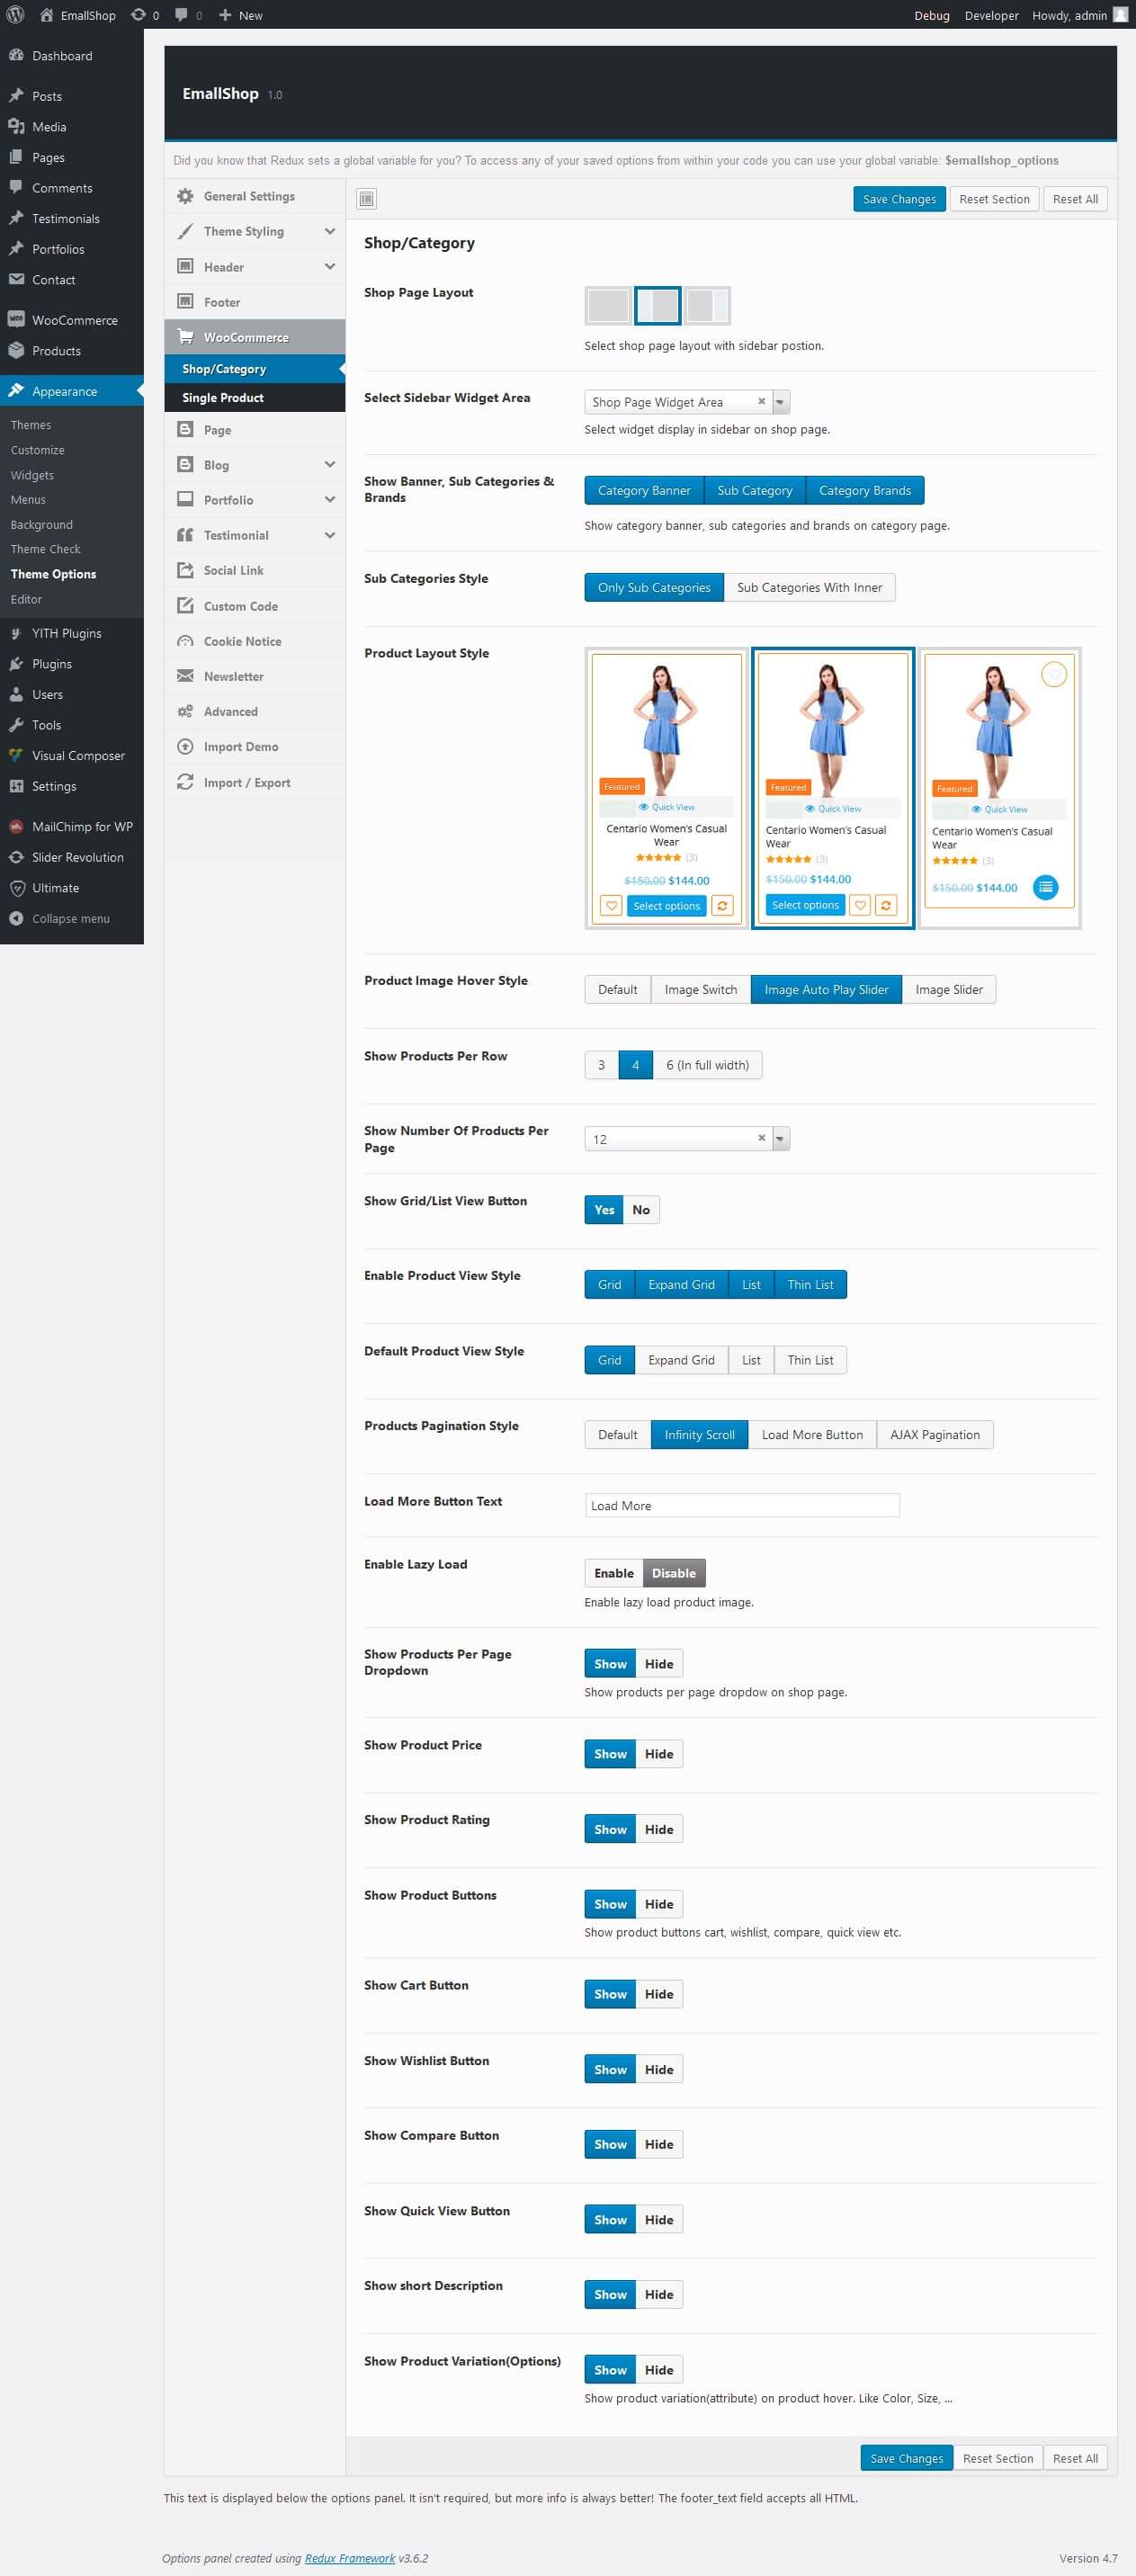 EmallShop 0 0 New Debug Developer Howdy, admin
Dashboard
Posts
Media
Pages
Comments
Testimonials
Portfolios
Contact
WooCommerce
Products
Appearance
Themes
Customize
Widgets
Menus
Background
Theme Check
Theme Options
Editor
YITH Plugins
Plugins
Users
Tools
Visual Composer
Settings
MailChimp for WP
Slider Revolution
Ultimate
Collapse menu
EmallShop 1.0
Did you know that Redux sets a global variable for you? To access any of your saved options from within your code you can use your global variable: $emallshop_options
General Settings
Theme Styling
Header
Footer
WooCommerce
Shop/Category
Single Product
Page
Blog
Portfolio
Testimonial
Social Link
Custom Code
Cookie Notice
Newsletter
Advanced
Import Demo
Import / Export
Save Changes Reset Section Reset All
Shop/Category
Shop Page Layout
Select shop page layout with sidebar postion.
Select Sidebar Widget Area
Shop Page Widget Area
Select widget display in sidebar on shop page.
Show Banner, Sub Categories &
Brands
Category Banner Sub Category Category Brands
Show category banner, sub categories and brands on category page.
Sub Categories Style
Only Sub Categories Sub Categories With Inner
Product Layout Style
Featured
Quick View
Centario Women's Casual
Wear
(3)
$150.00 $144.00
Select options
Featured
Quick View
Centario Women's Casual
Wear
(3)
$150.00 $144.00
Select options
Featured
Quick View
Centario Women's Casual
Wear
(3)
$150.00 $144.00
Product Image Hover Style
Default Image Switch Image Auto Play Slider Image Slider
Show Products Per Row
3 4 6 (In full width)
Show Number Of Products Per
Page
12
Show Grid/List View Button
Yes No
Enable Product View Style
Grid Expand Grid List Thin List
Default Product View Style
Grid Expand Grid List Thin List
Products Pagination Style
Default Infinity Scroll Load More Button AJAX Pagination
Load More Button Text
Load More
Enable Lazy Load
Enable Disable
Enable lazy load product image.
Show Products Per Page
Dropdown
Show Hide
Show products per page dropdow on shop page.
Show Product Price
Show Hide
Show Product Rating
Show Hide
Show Product Buttons
Show Hide
Show product buttons cart, wishlist, compare, quick view etc.
Show Cart Button
Show Hide
Show Wishlist Button
Show Hide
Show Compare Button
Show Hide
Show Quick View Button
Show Hide
Show short Description
Show Hide
Show Product Variation(Options)
Show Hide
Show product variation(attribute) on product hover. Like Color, Size, ...
Save Changes Reset Section Reset All
This text is displayed below the options panel. It isn't required, but more info is always better! The footer_text field accepts all HTML.
Options panel created using Redux Framework v3.6.2
Version 4.7